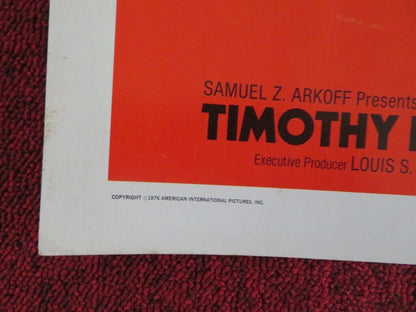 SAMUEL Z. ARKOFF Presents
TIMOTHY
Executive Producer LOUIS S.
COPYRIGHT © 1976 AMERICAN INTERNATIONAL PICTURES, INC.